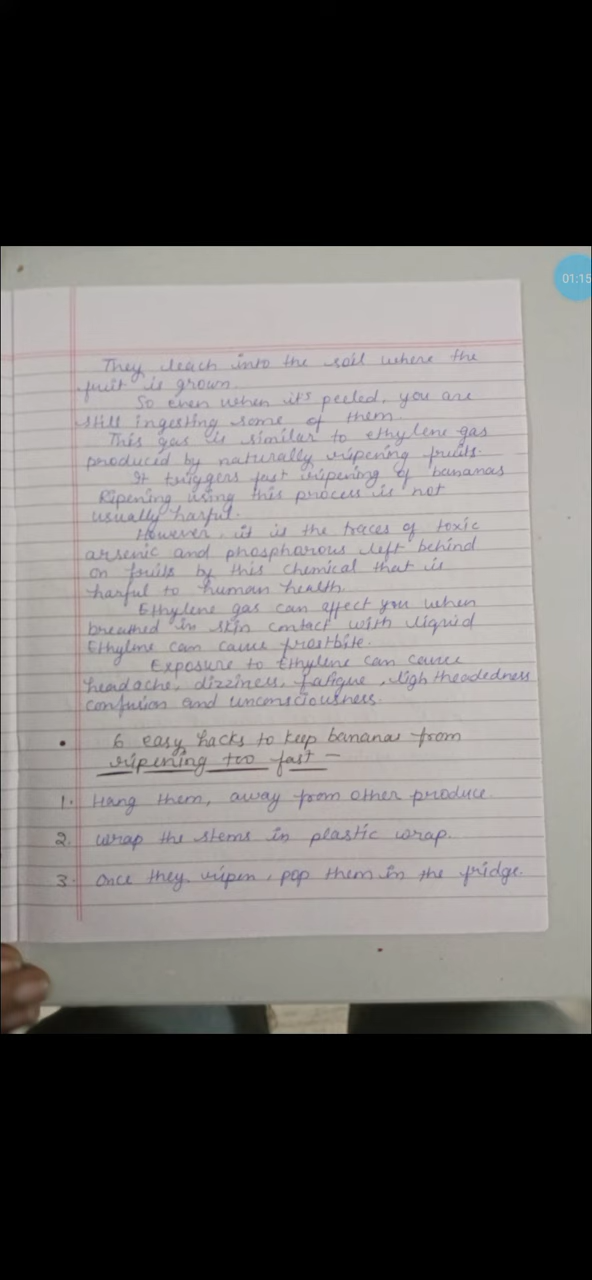 01:15
They leach into the soil where the
fruit is grown.
So even when it's peeled, you are
still ingesting some of them.
This gas is similar to ethylene gas
produced by naturally ripening fruits.
It triggers fast ripening of bananas
Ripening using this process is not
usually harful.
However, it is the traces of toxic
arsenic and phosphorous left behind
on fruits by this chemical that is
harful to human health.
Ethylene gas can affect you when
breathed in skin contact with liquid
Ethylene can cause frostbite.
Exposure to Ethylene can cause
headache, dizziness, fatigue, lightheadedness
confusion and unconsciousness.
• 6 easy hacks to keep bananas from
ripening too fast —
1. Hang them, away from other produce.
2. Wrap the stems in plastic wrap.
3. Once they ripen, pop them in the fridge.